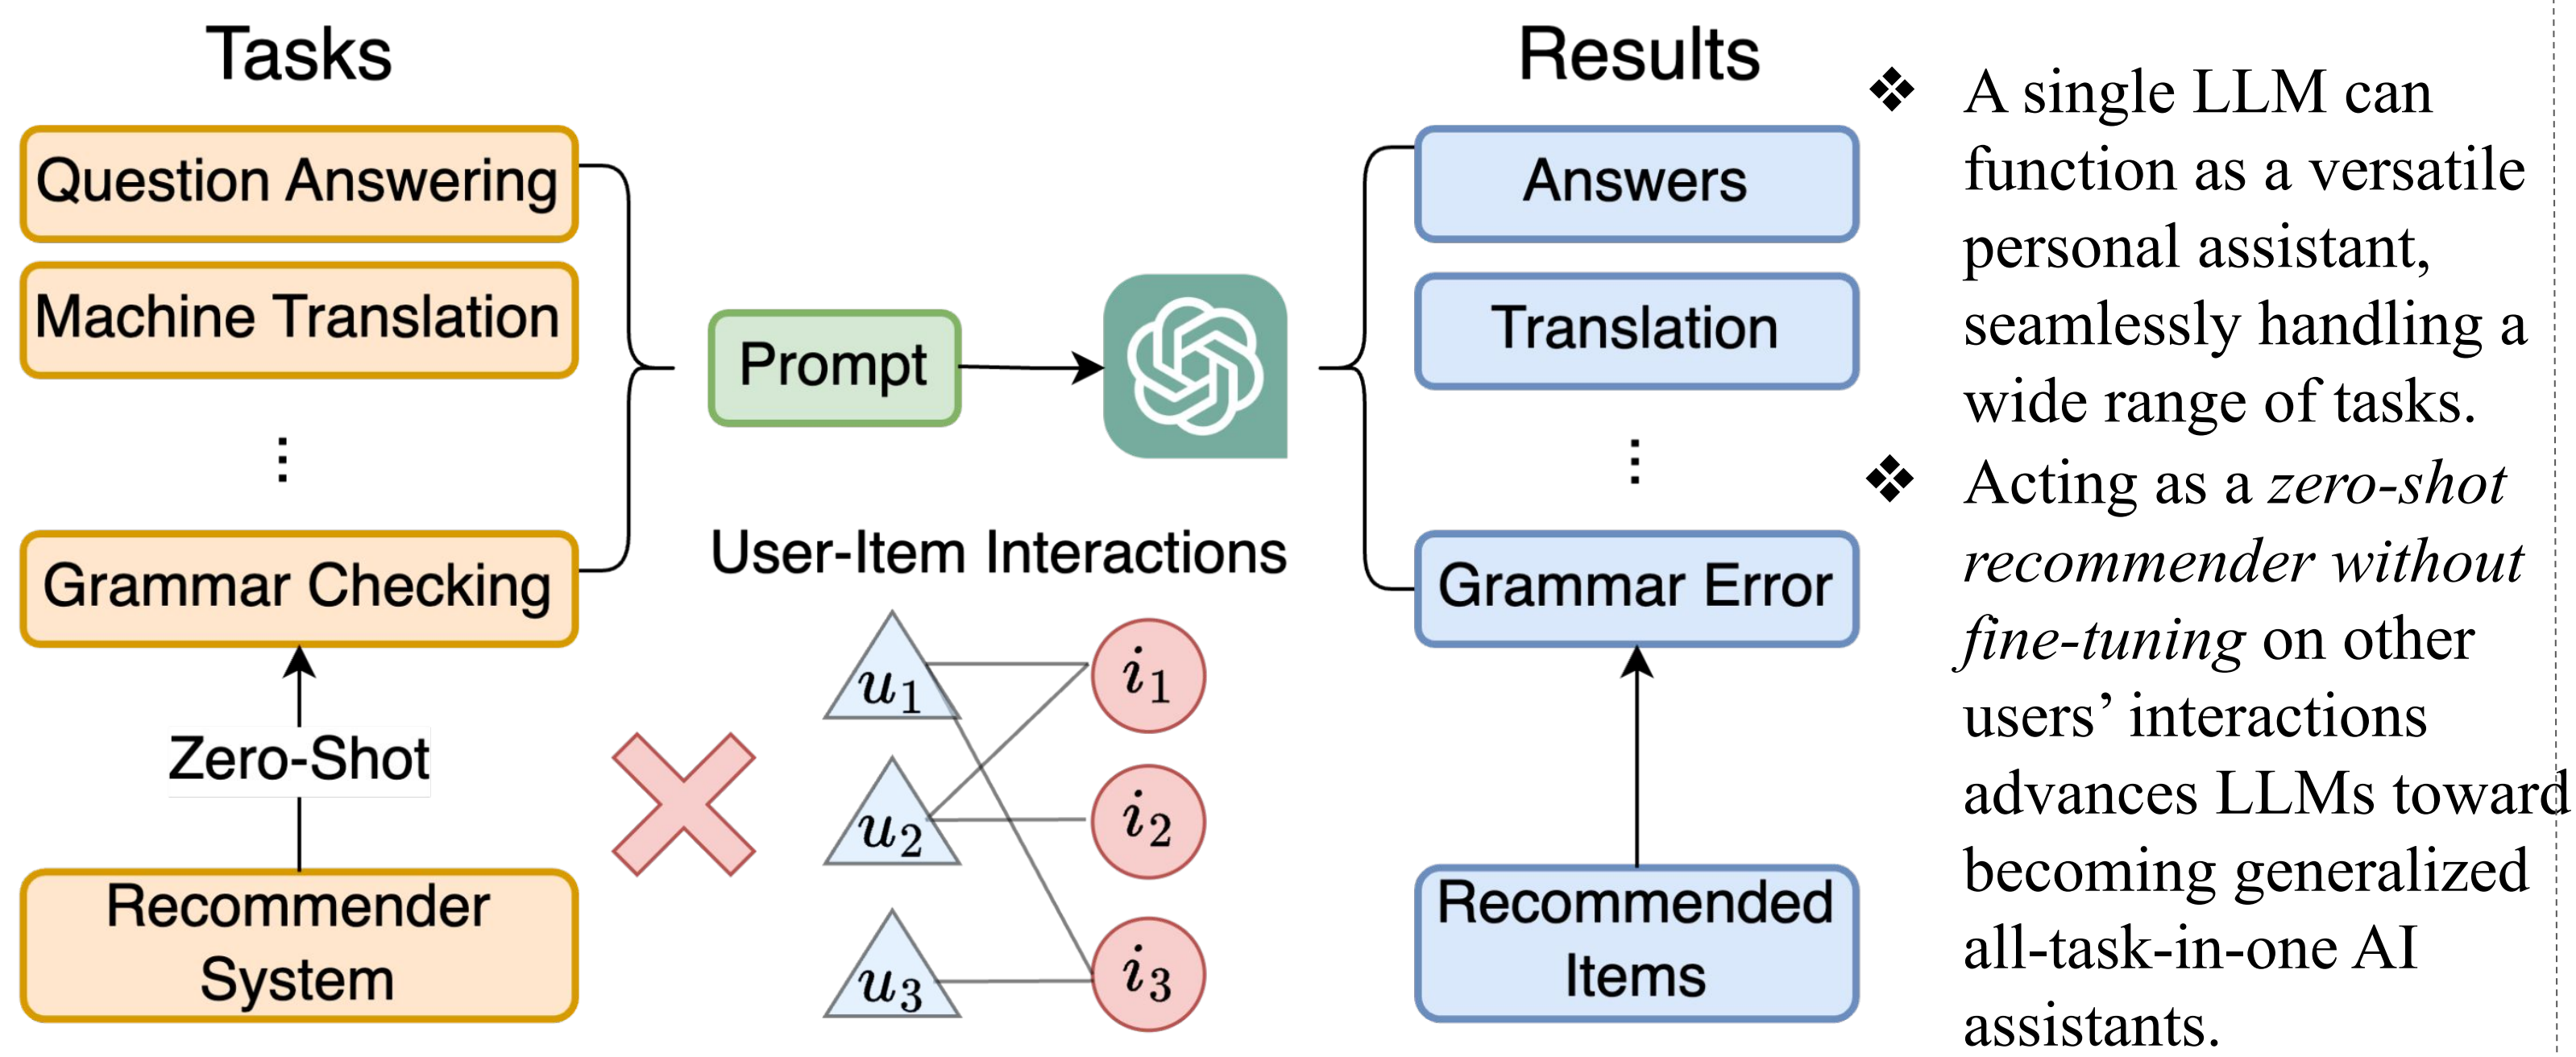 Tasks
Question Answering
Machine Translation
⋮
Grammar Checking
Zero-Shot
Recommender
System
Prompt
User-Item Interactions
u1
i1
u2
i2
u3
i3
Results
Answers
Translation
⋮
Grammar Error
Recommended
Items
❖ A single LLM can
function as a versatile
personal assistant,
seamlessly handling a
wide range of tasks.
❖ Acting as a zero-shot
recommender without
fine-tuning on other
users’ interactions
advances LLMs toward
becoming generalized
all-task-in-one AI
assistants.